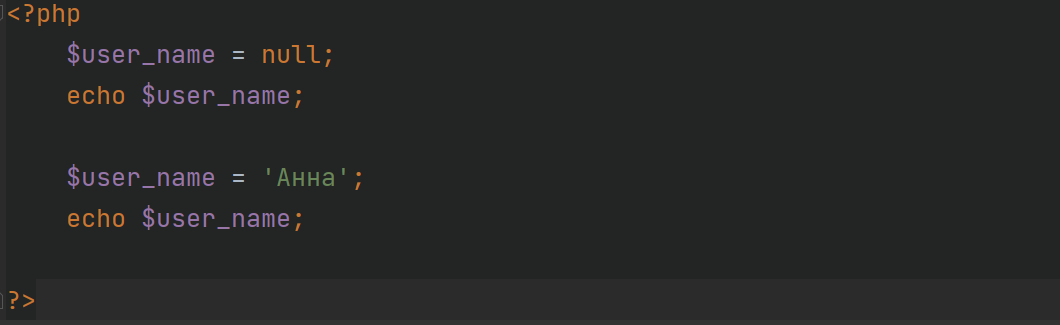 <?php
$user_name = null;
echo $user_name;
$user_name = 'Анна';
echo $user_name;
?>